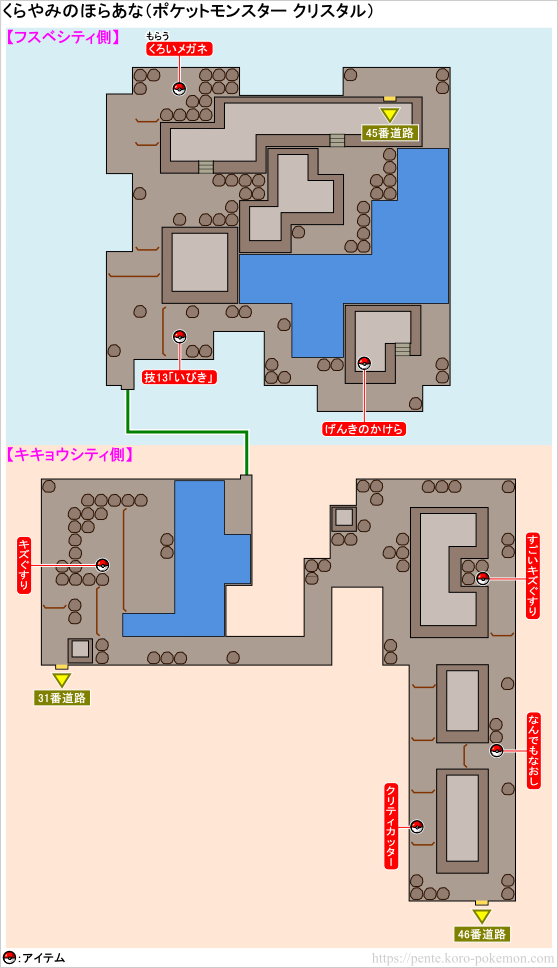 くらやみのほらあな(ポケットモンスター クリスタル)
【フスベシティ側】
もらう
くろいメガネ
45番道路
技13「いびき」
げんきのかけら
【キキョウシティ側】
キズぐすり
すごいキズぐすり
31番道路
なんでもなおし
クリティカッター
46番道路
:アイテム
https://pente.koro-pokemon.com